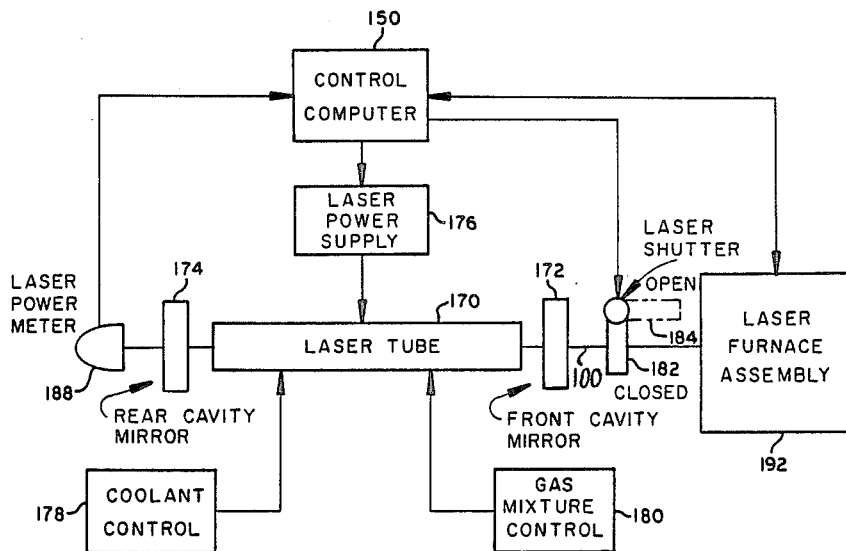 150
CONTROL
COMPUTER
LASER
POWER
SUPPLY
176
LASER
SHUTTER
OPEN
184
182
CLOSED
LASER
POWER
METER
188
174
170
LASER TUBE
172
100
LASER
FURNACE
ASSEMBLY
192
REAR CAVITY
MIRROR
FRONT CAVITY
MIRROR
178
COOLANT
CONTROL
GAS
MIXTURE
CONTROL
180